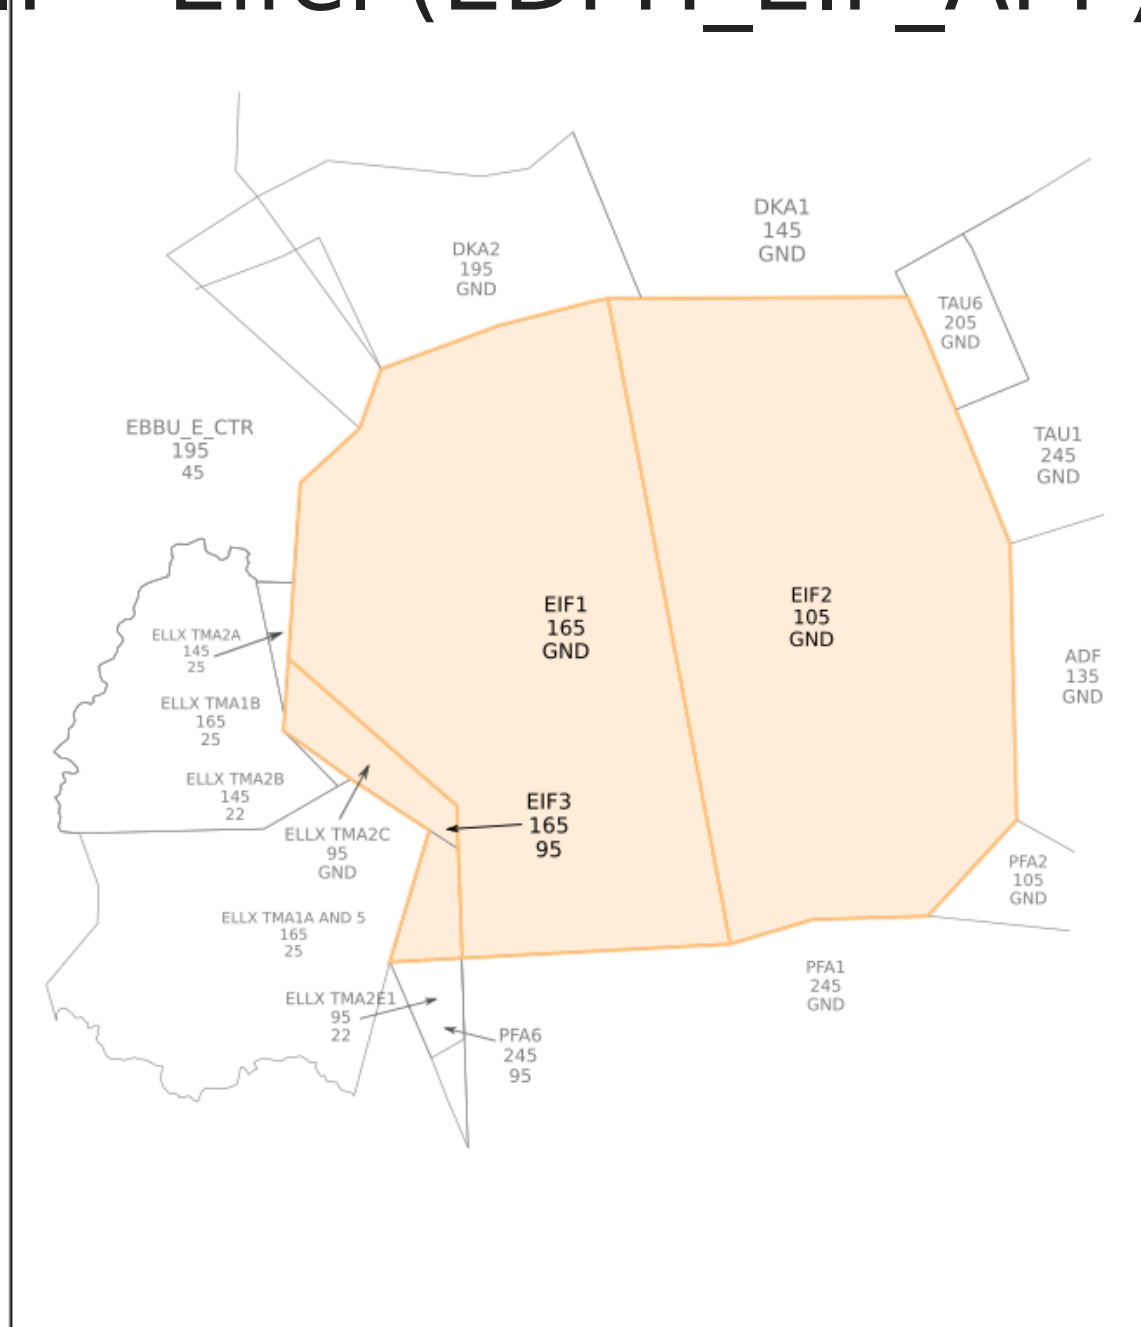 DKA1
145
GND
DKA2
195
GND
TAU6
205
GND
EBBU_E_CTR
195
45
TAU1
245
GND
EIF1
165
GND
EIF2
105
GND
ELLX TMA2A
145
25
ADF
135
GND
ELLX TMA1B
165
25
ELLX TMA2B
145
22
EIF3
165
95
ELLX TMA2C
95
GND
PFA2
105
GND
ELLX TMA1A AND 5
165
25
PFA1
245
GND
ELLX TMA2E1
95
22
PFA6
245
95